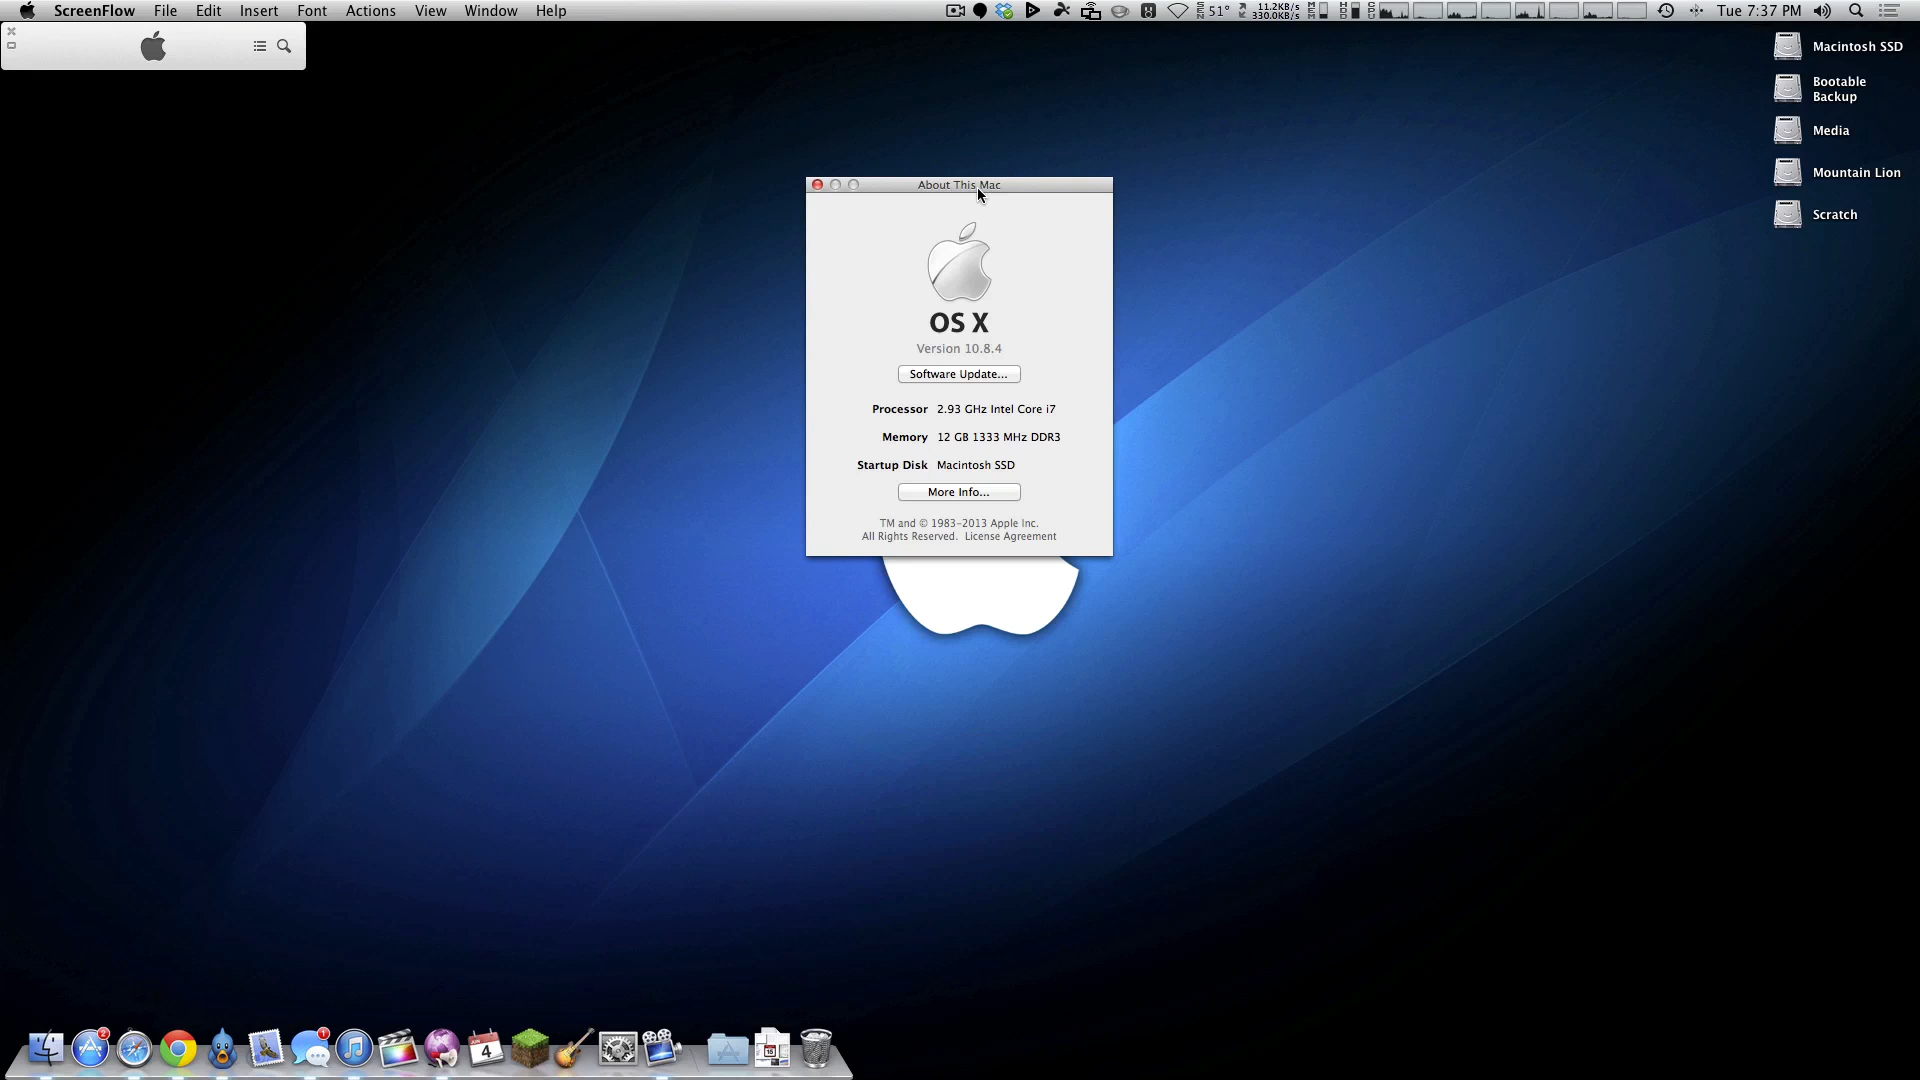 ScreenFlow File Edit Insert Font Actions View Window Help
51° 11.2KB/s Tue 7:37 PM
330.0KB/s
Macintosh SSD
Bootable
Backup
Media
Mountain Lion
Scratch
About This Mac
OS X
Version 10.8.4
Software Update...
Processor 2.93 GHz Intel Core i7
Memory 12 GB 1333 MHz DDR3
Startup Disk Macintosh SSD
More Info...
TM and © 1983-2013 Apple Inc.
All Rights Reserved. License Agreement
2
1
4